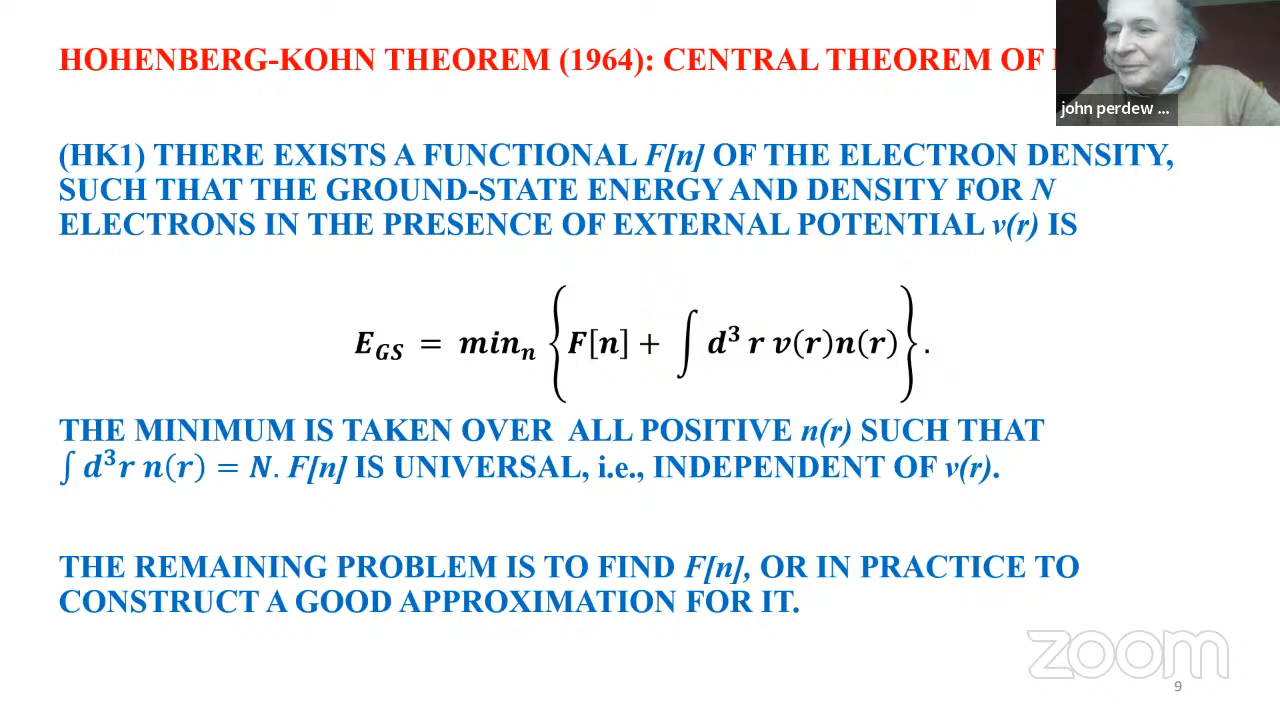 HOHENBERG-KOHN THEOREM (1964): CENTRAL THEOREM OF
john perdew ...
(HK1) THERE EXISTS A FUNCTIONAL F[n] OF THE ELECTRON DENSITY,
SUCH THAT THE GROUND-STATE ENERGY AND DENSITY FOR N
ELECTRONS IN THE PRESENCE OF EXTERNAL POTENTIAL v(r) IS
E_GS = min_n { F[n] + ∫ d³ r v(r)n(r) } .
THE MINIMUM IS TAKEN OVER ALL POSITIVE n(r) SUCH THAT
∫ d³r n(r) = N. F[n] IS UNIVERSAL, i.e., INDEPENDENT OF v(r).
THE REMAINING PROBLEM IS TO FIND F[n], OR IN PRACTICE TO
CONSTRUCT A GOOD APPROXIMATION FOR IT.
zoom
9